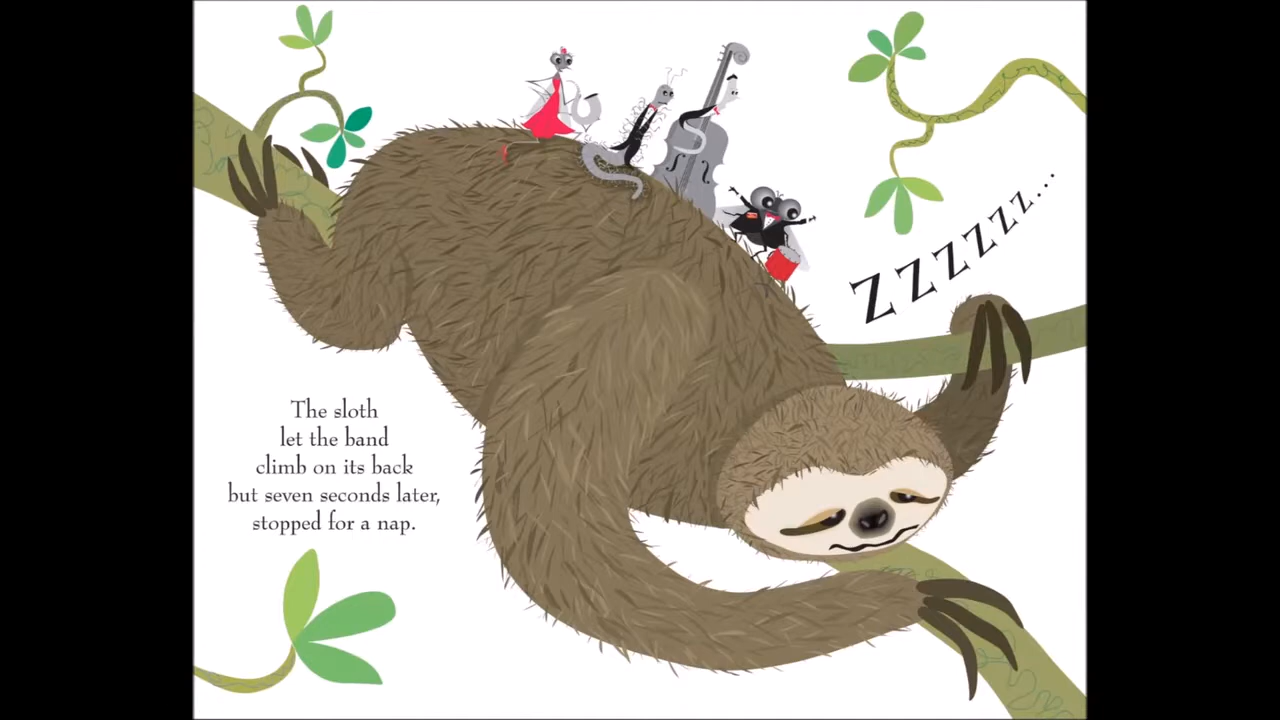 ZZZZZzz...
The sloth
let the band
climb on its back
but seven seconds later,
stopped for a nap.